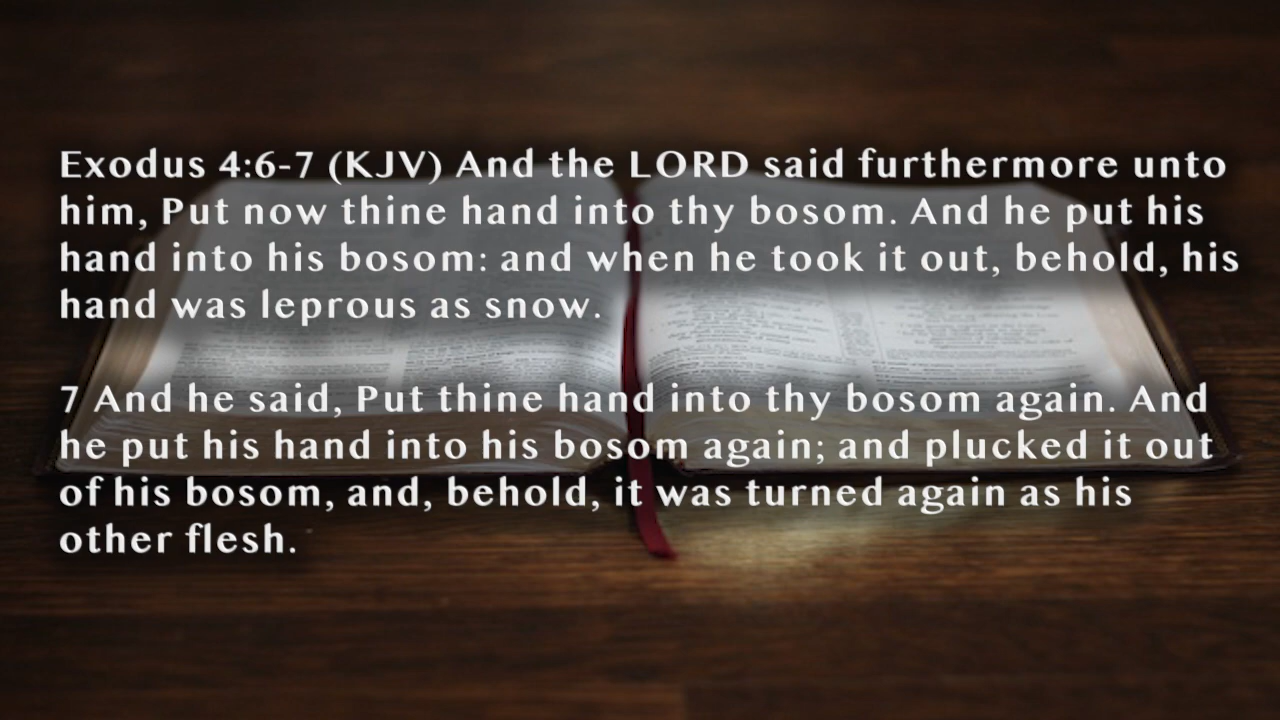 Exodus 4:6-7 (KJV) And the LORD said furthermore unto
him, Put now thine hand into thy bosom. And he put his
hand into his bosom: and when he took it out, behold, his
hand was leprous as snow.
7 And he said, Put thine hand into thy bosom again. And
he put his hand into his bosom again; and plucked it out
of his bosom, and, behold, it was turned again as his
other flesh.